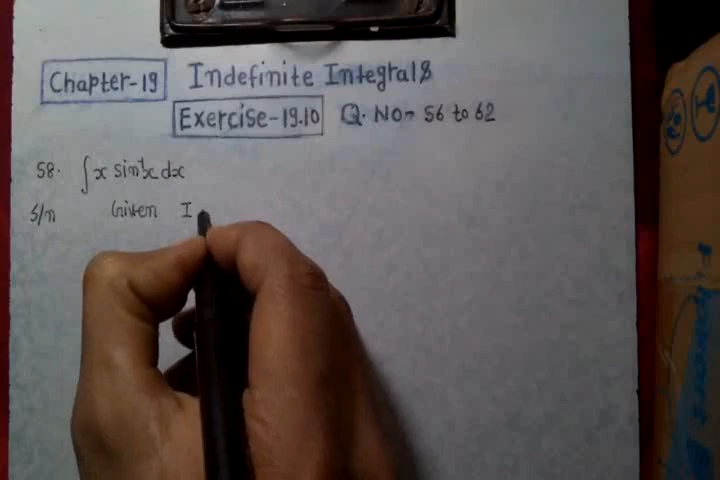 Chapter-19 Indefinite Integrals
Exercise-19.10 Q. No- 56 to 62
58. ∫x sin⁻¹x dx
S/n Given I